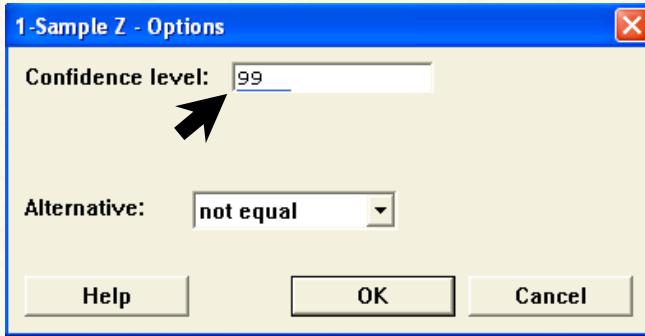 1-Sample Z - Options
Confidence level: 99
Alternative: not equal
Help OK Cancel